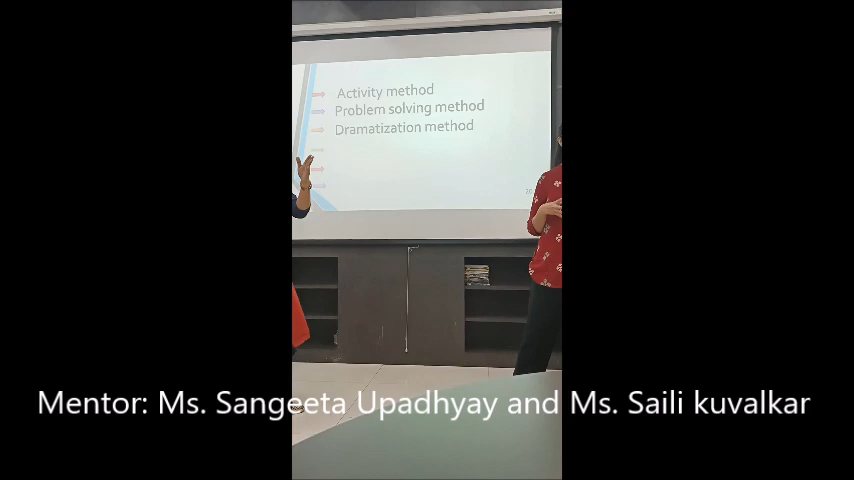 Activity method
Problem solving method
Dramatization method
Mentor: Ms. Sangeeta Upadhyay and Ms. Saili kuvalkar